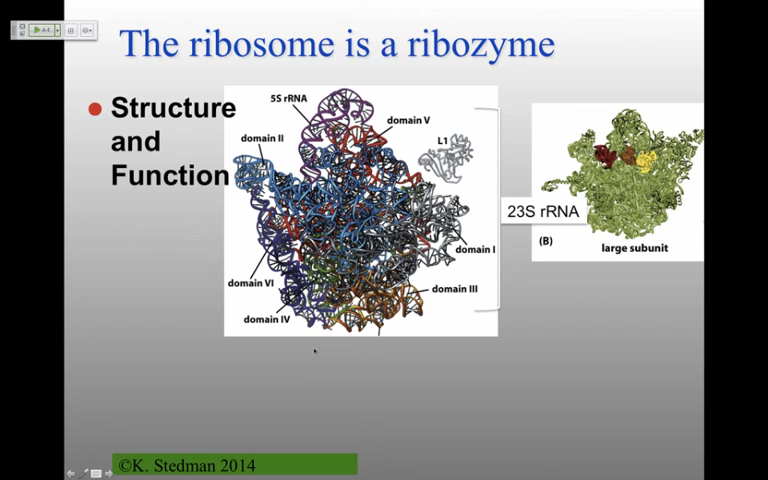 The ribosome is a ribozyme
Structure
and
Function
5S rRNA
domain V
domain II
L1
domain I
domain VI
domain III
domain IV
23S rRNA
(B)
large subunit
©K. Stedman 2014